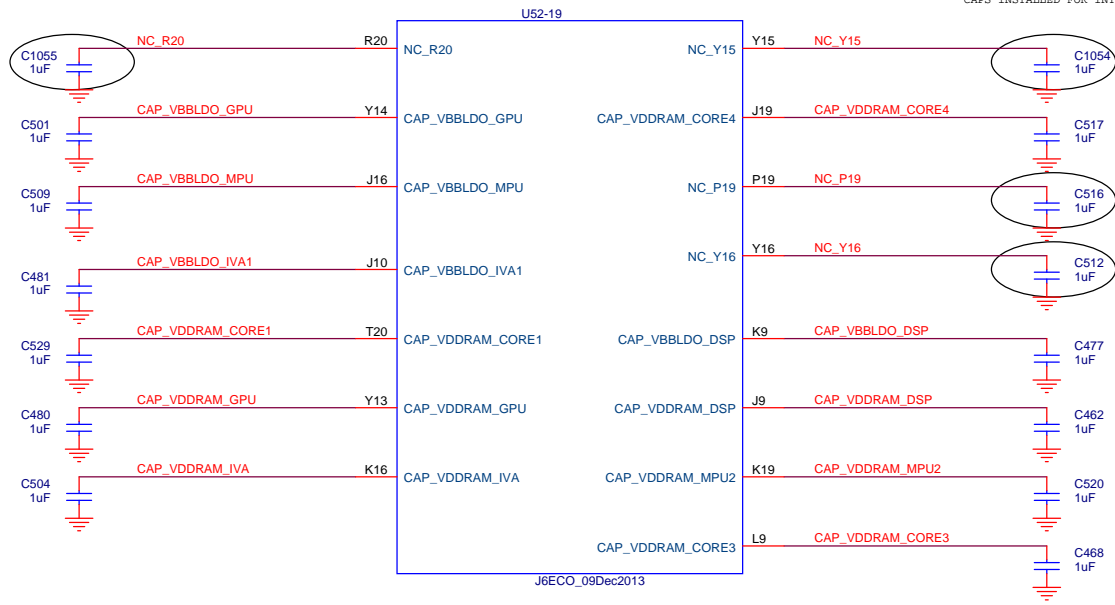 CAPS INSTALLED FOR INT
U52-19
NC_R20 R20 NC_R20 NC_Y15 Y15 NC_Y15
C1055 1uF
C1054 1uF
CAP_VBBLDO_GPU Y14 CAP_VBBLDO_GPU CAP_VDDRAM_CORE4 J19 CAP_VDDRAM_CORE4
C501 1uF
C517 1uF
CAP_VBBLDO_MPU J16 CAP_VBBLDO_MPU NC_P19 P19 NC_P19
C509 1uF
C516 1uF
NC_Y16 Y16 NC_Y16
CAP_VBBLDO_IVA1 J10 CAP_VBBLDO_IVA1
C481 1uF
C512 1uF
CAP_VDDRAM_CORE1 T20 CAP_VDDRAM_CORE1 CAP_VBBLDO_DSP K9 CAP_VBBLDO_DSP
C529 1uF
C477 1uF
CAP_VDDRAM_GPU Y13 CAP_VDDRAM_GPU CAP_VDDRAM_DSP J9 CAP_VDDRAM_DSP
C480 1uF
C462 1uF
CAP_VDDRAM_IVA K16 CAP_VDDRAM_IVA CAP_VDDRAM_MPU2 K19 CAP_VDDRAM_MPU2
C504 1uF
C520 1uF
CAP_VDDRAM_CORE3 L9 CAP_VDDRAM_CORE3
C468 1uF
J6ECO_09Dec2013